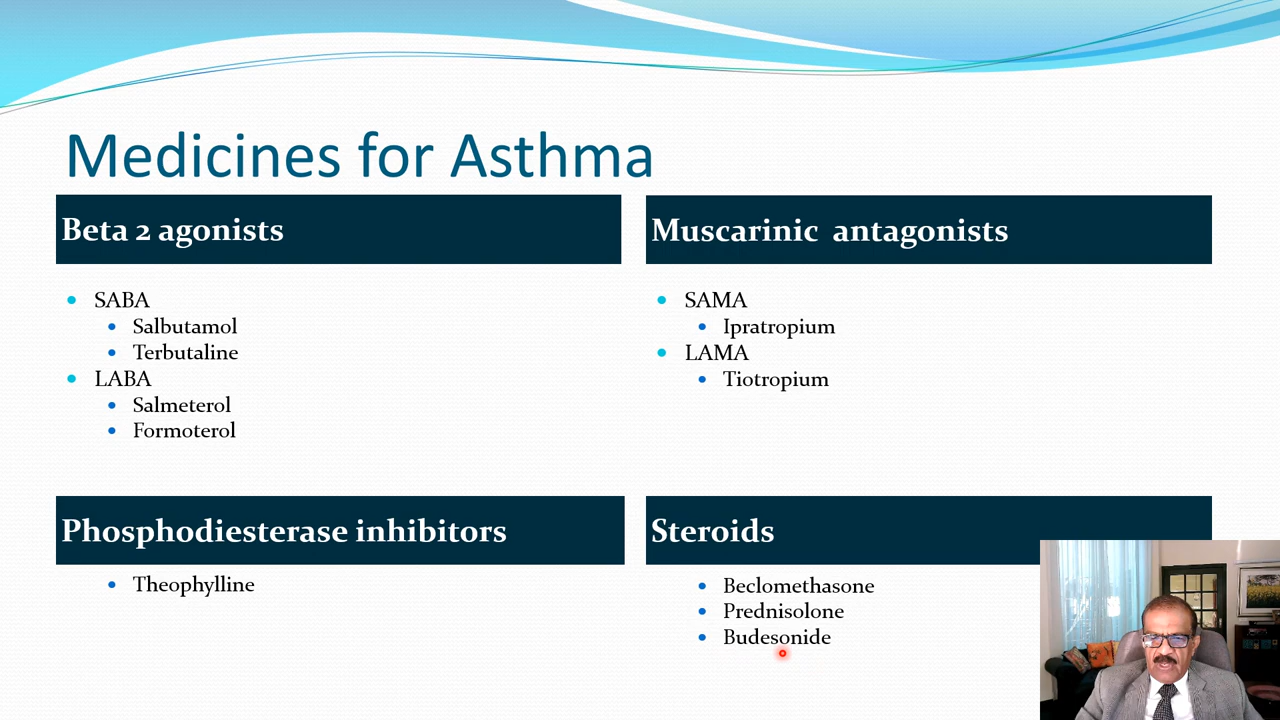 Medicines for Asthma
Beta 2 agonists
SABA
Salbutamol
Terbutaline
LABA
Salmeterol
Formoterol
Muscarinic antagonists
SAMA
Ipratropium
LAMA
Tiotropium
Phosphodiesterase inhibitors
Theophylline
Steroids
Beclomethasone
Prednisolone
Budesonide